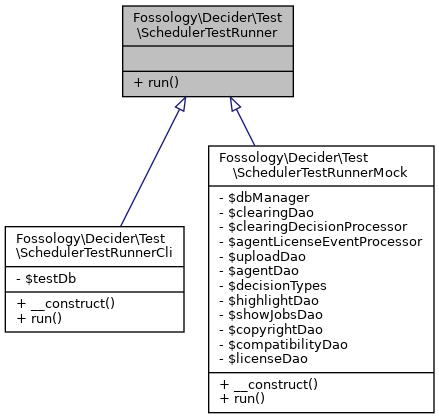 Fossology\Decider\Test
\SchedulerTestRunner
+ run()
Fossology\Decider\Test
\SchedulerTestRunnerCli
- $testDb
+ __construct()
+ run()
Fossology\Decider\Test
\SchedulerTestRunnerMock
- $dbManager
- $clearingDao
- $clearingDecisionProcessor
- $agentLicenseEventProcessor
- $uploadDao
- $agentDao
- $decisionTypes
- $highlightDao
- $showJobsDao
- $copyrightDao
- $compatibilityDao
- $licenseDao
+ __construct()
+ run()